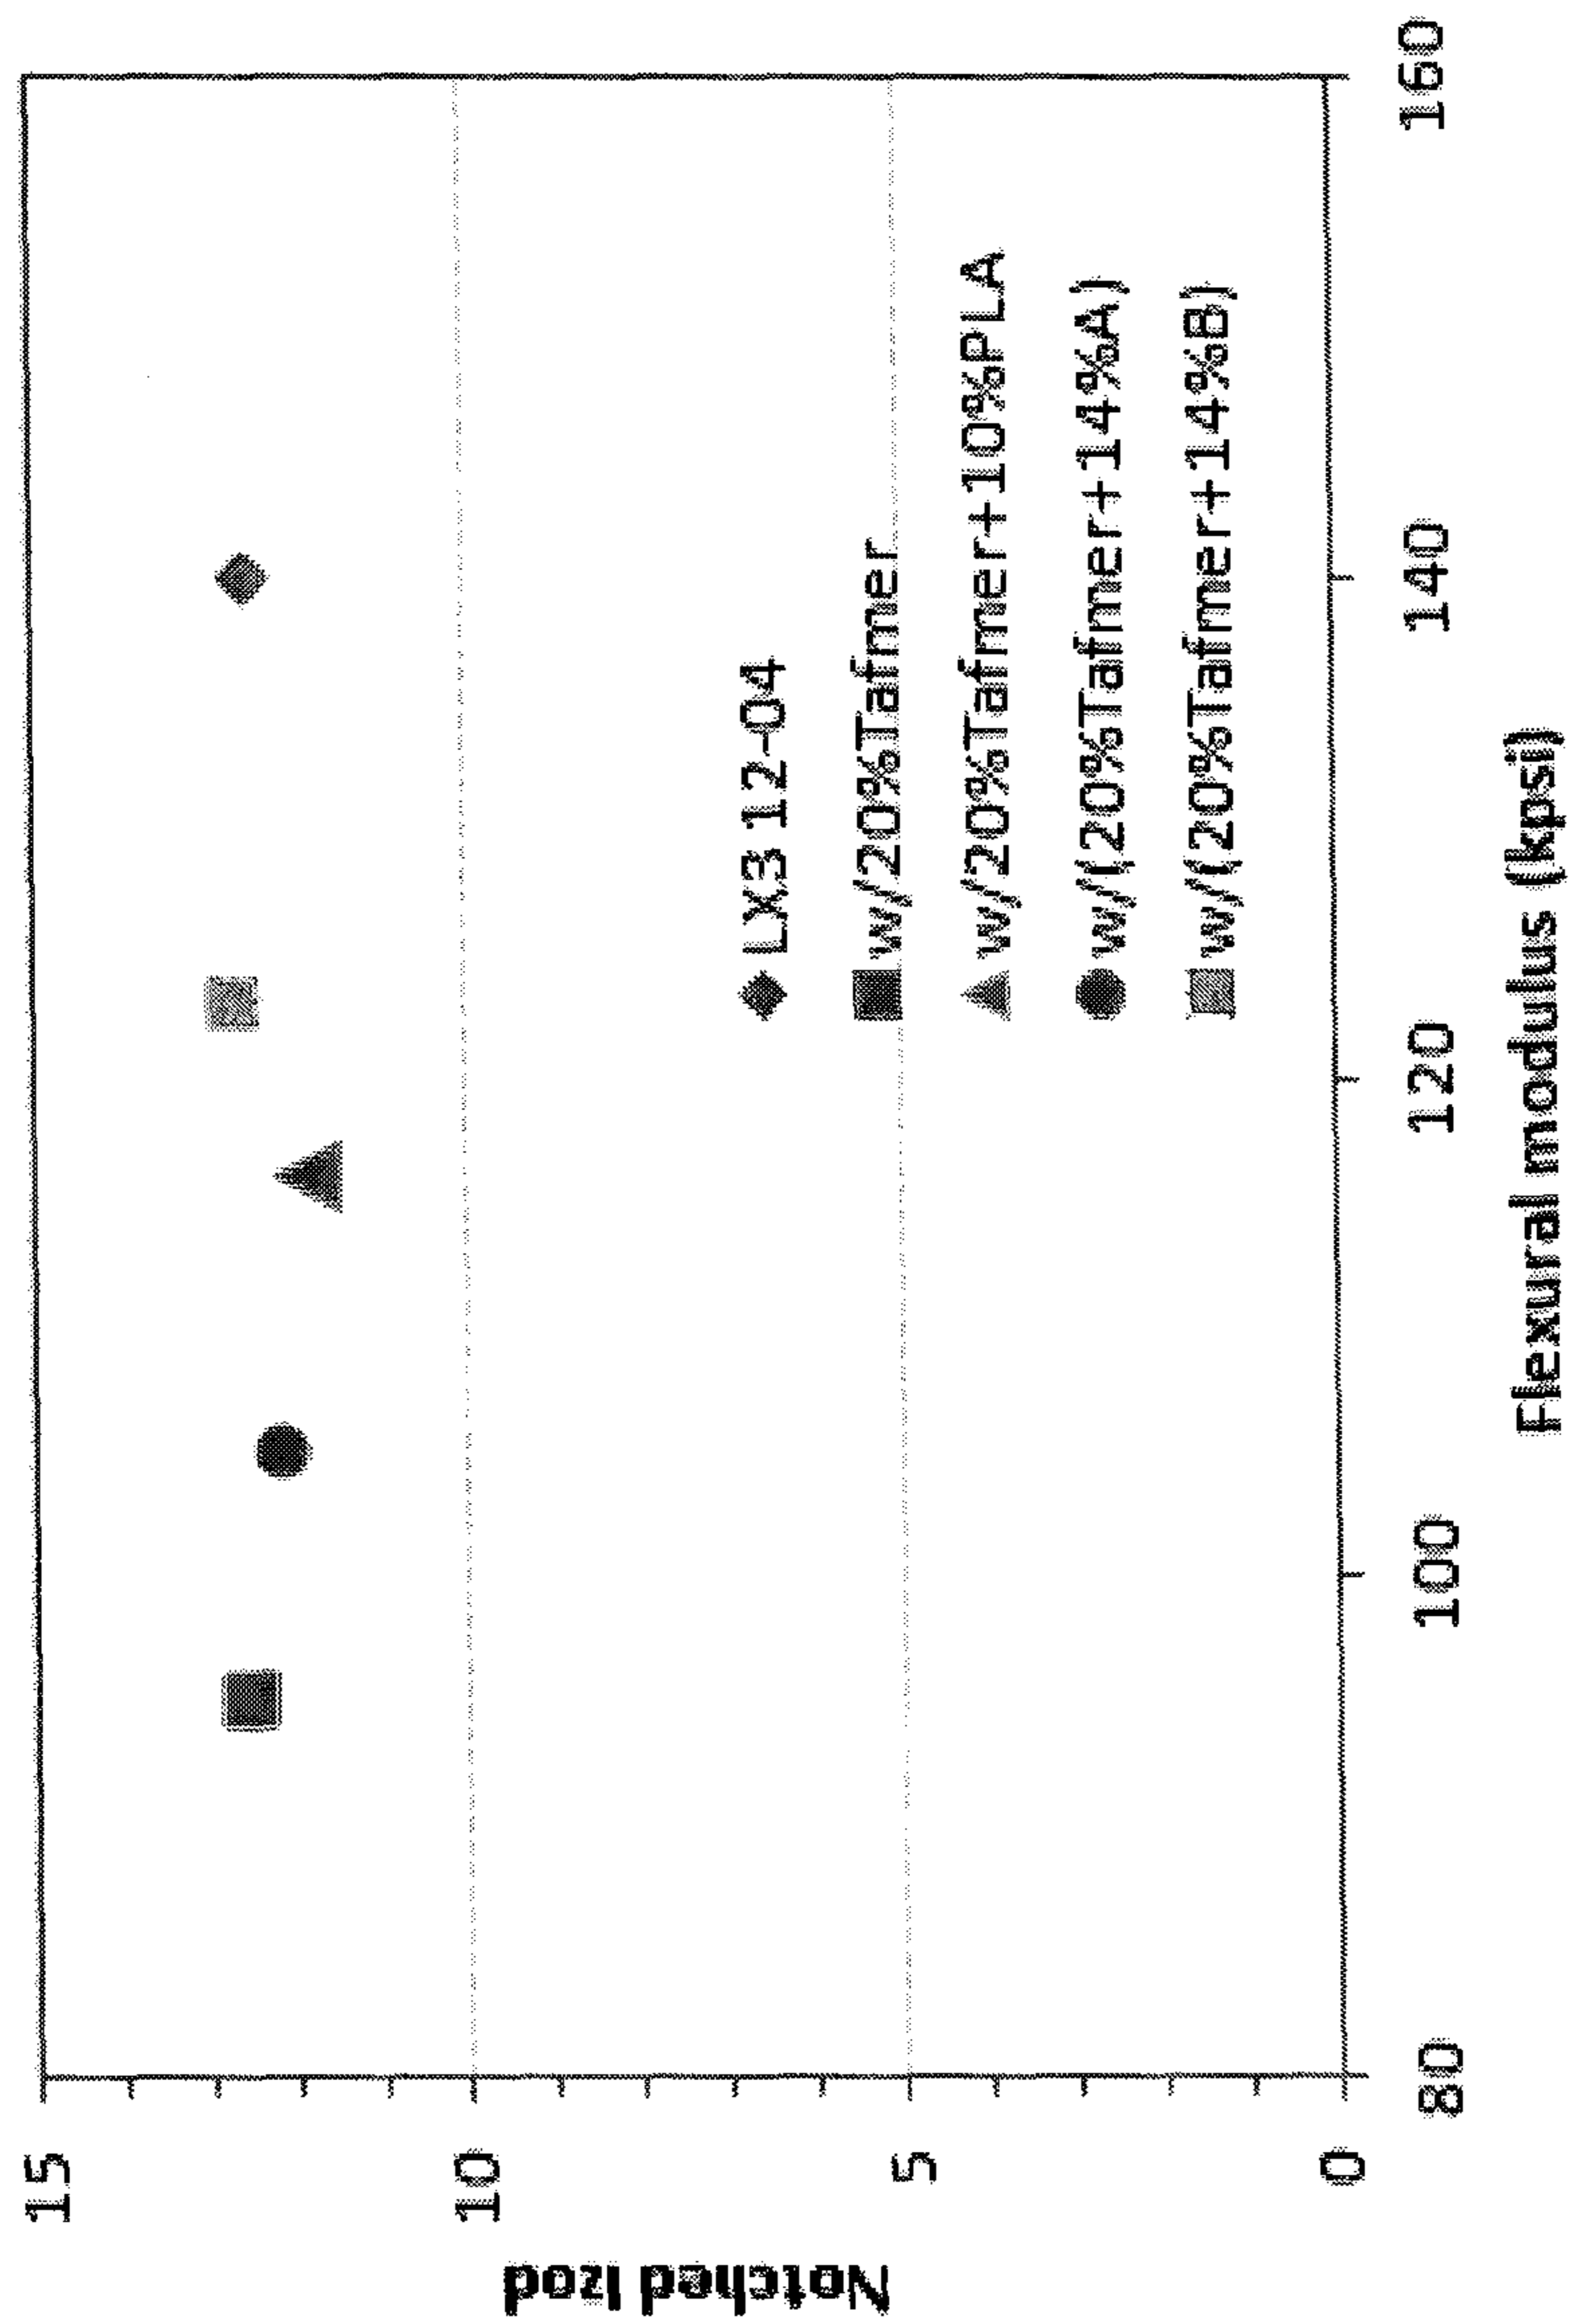 Notched Izod
15
10
5
0
LX3 12-04
w/20%Tafmer
w/20%Tafmer+10%PLA
w/(20%Tafmer+14%A)
w/(20%Tafmer+14%B)
80
100
120
140
160
Flexural modulus (kpsi)